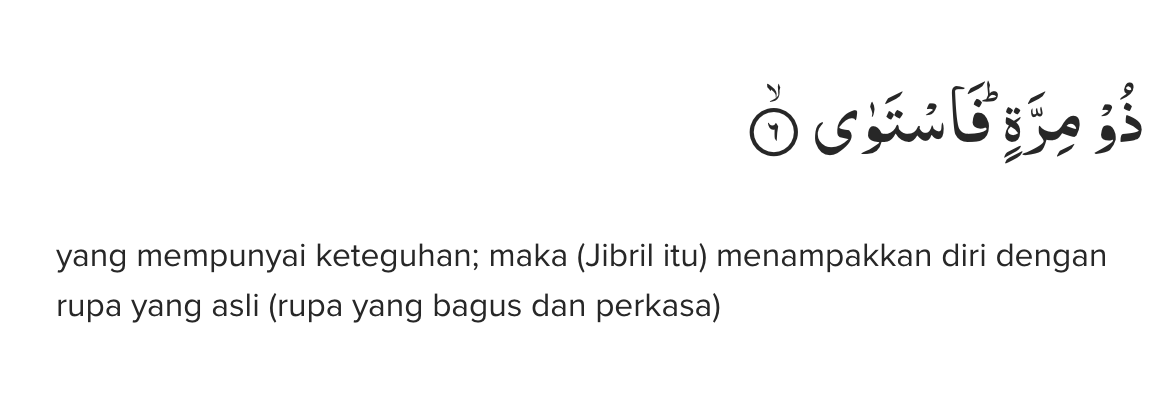 ذُوْ مِرَّةٍۗ فَاسْتَوٰىۙ ٦
yang mempunyai keteguhan; maka (Jibril itu) menampakkan diri dengan
rupa yang asli (rupa yang bagus dan perkasa)